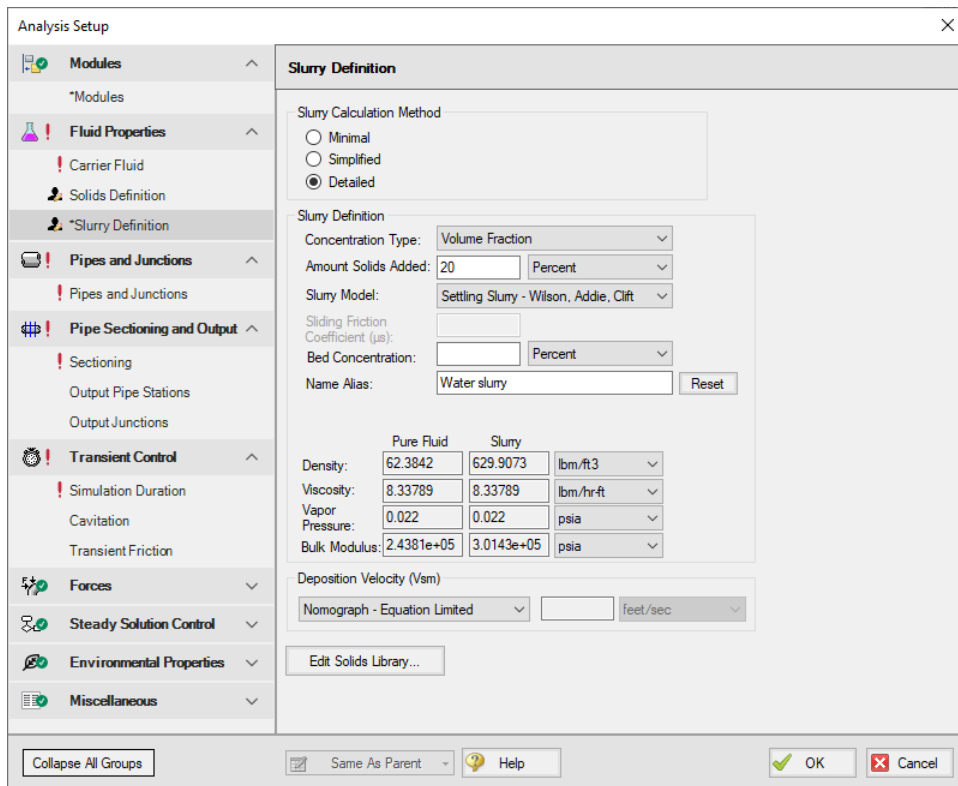 Analysis Setup
Modules
*Modules
Fluid Properties
Carrier Fluid
Solids Definition
*Slurry Definition
Pipes and Junctions
Pipes and Junctions
Pipe Sectioning and Output
Sectioning
Output Pipe Stations
Output Junctions
Transient Control
Simulation Duration
Cavitation
Transient Friction
Forces
Steady Solution Control
Environmental Properties
Miscellaneous
Collapse All Groups
Slurry Definition
Slurry Calculation Method
Minimal
Simplified
Detailed
Slurry Definition
Concentration Type: Volume Fraction
Amount Solids Added: 20 Percent
Slurry Model: Settling Slurry - Wilson, Addie, Clift
Sliding Friction
Coefficient (µs):
Bed Concentration: Percent
Name Alias: Water slurry Reset
Pure Fluid Slurry
Density: 62.3842 629.9073 lbm/ft3
Viscosity: 8.33789 8.33789 lbm/hr-ft
Vapor
Pressure: 0.022 0.022 psia
Bulk Modulus: 2.4381e+05 3.0143e+05 psia
Deposition Velocity (Vsm)
Nomograph - Equation Limited feet/sec
Edit Solids Library...
Same As Parent Help OK Cancel